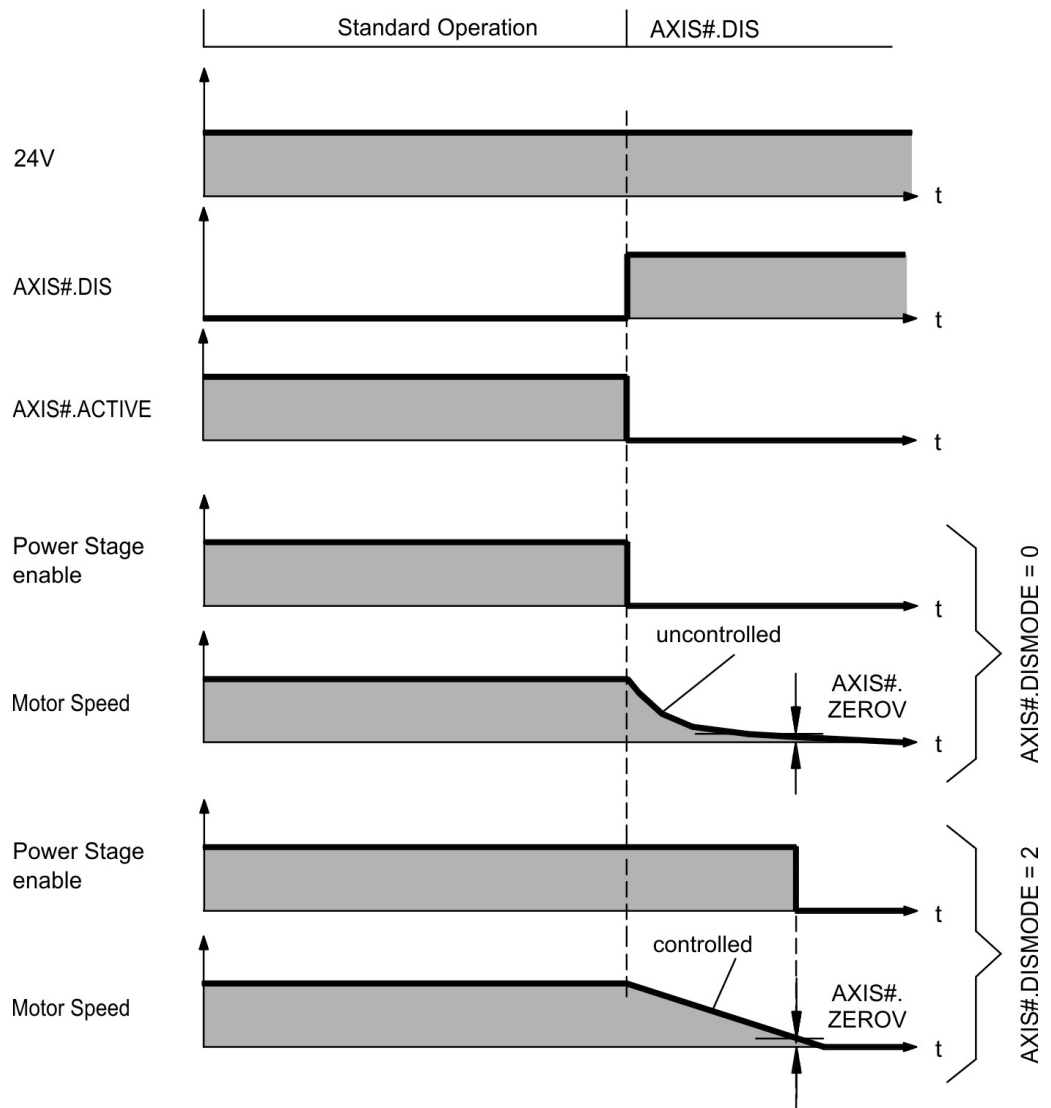 Standard Operation
AXIS#.DIS
24V
t
AXIS#.DIS
t
AXIS#.ACTIVE
t
Power Stage
enable
t
uncontrolled
Motor Speed
AXIS#.
ZEROV
t
AXIS#.DISMODE = 0
Power Stage
enable
t
controlled
Motor Speed
AXIS#.
ZEROV
t
AXIS#.DISMODE = 2